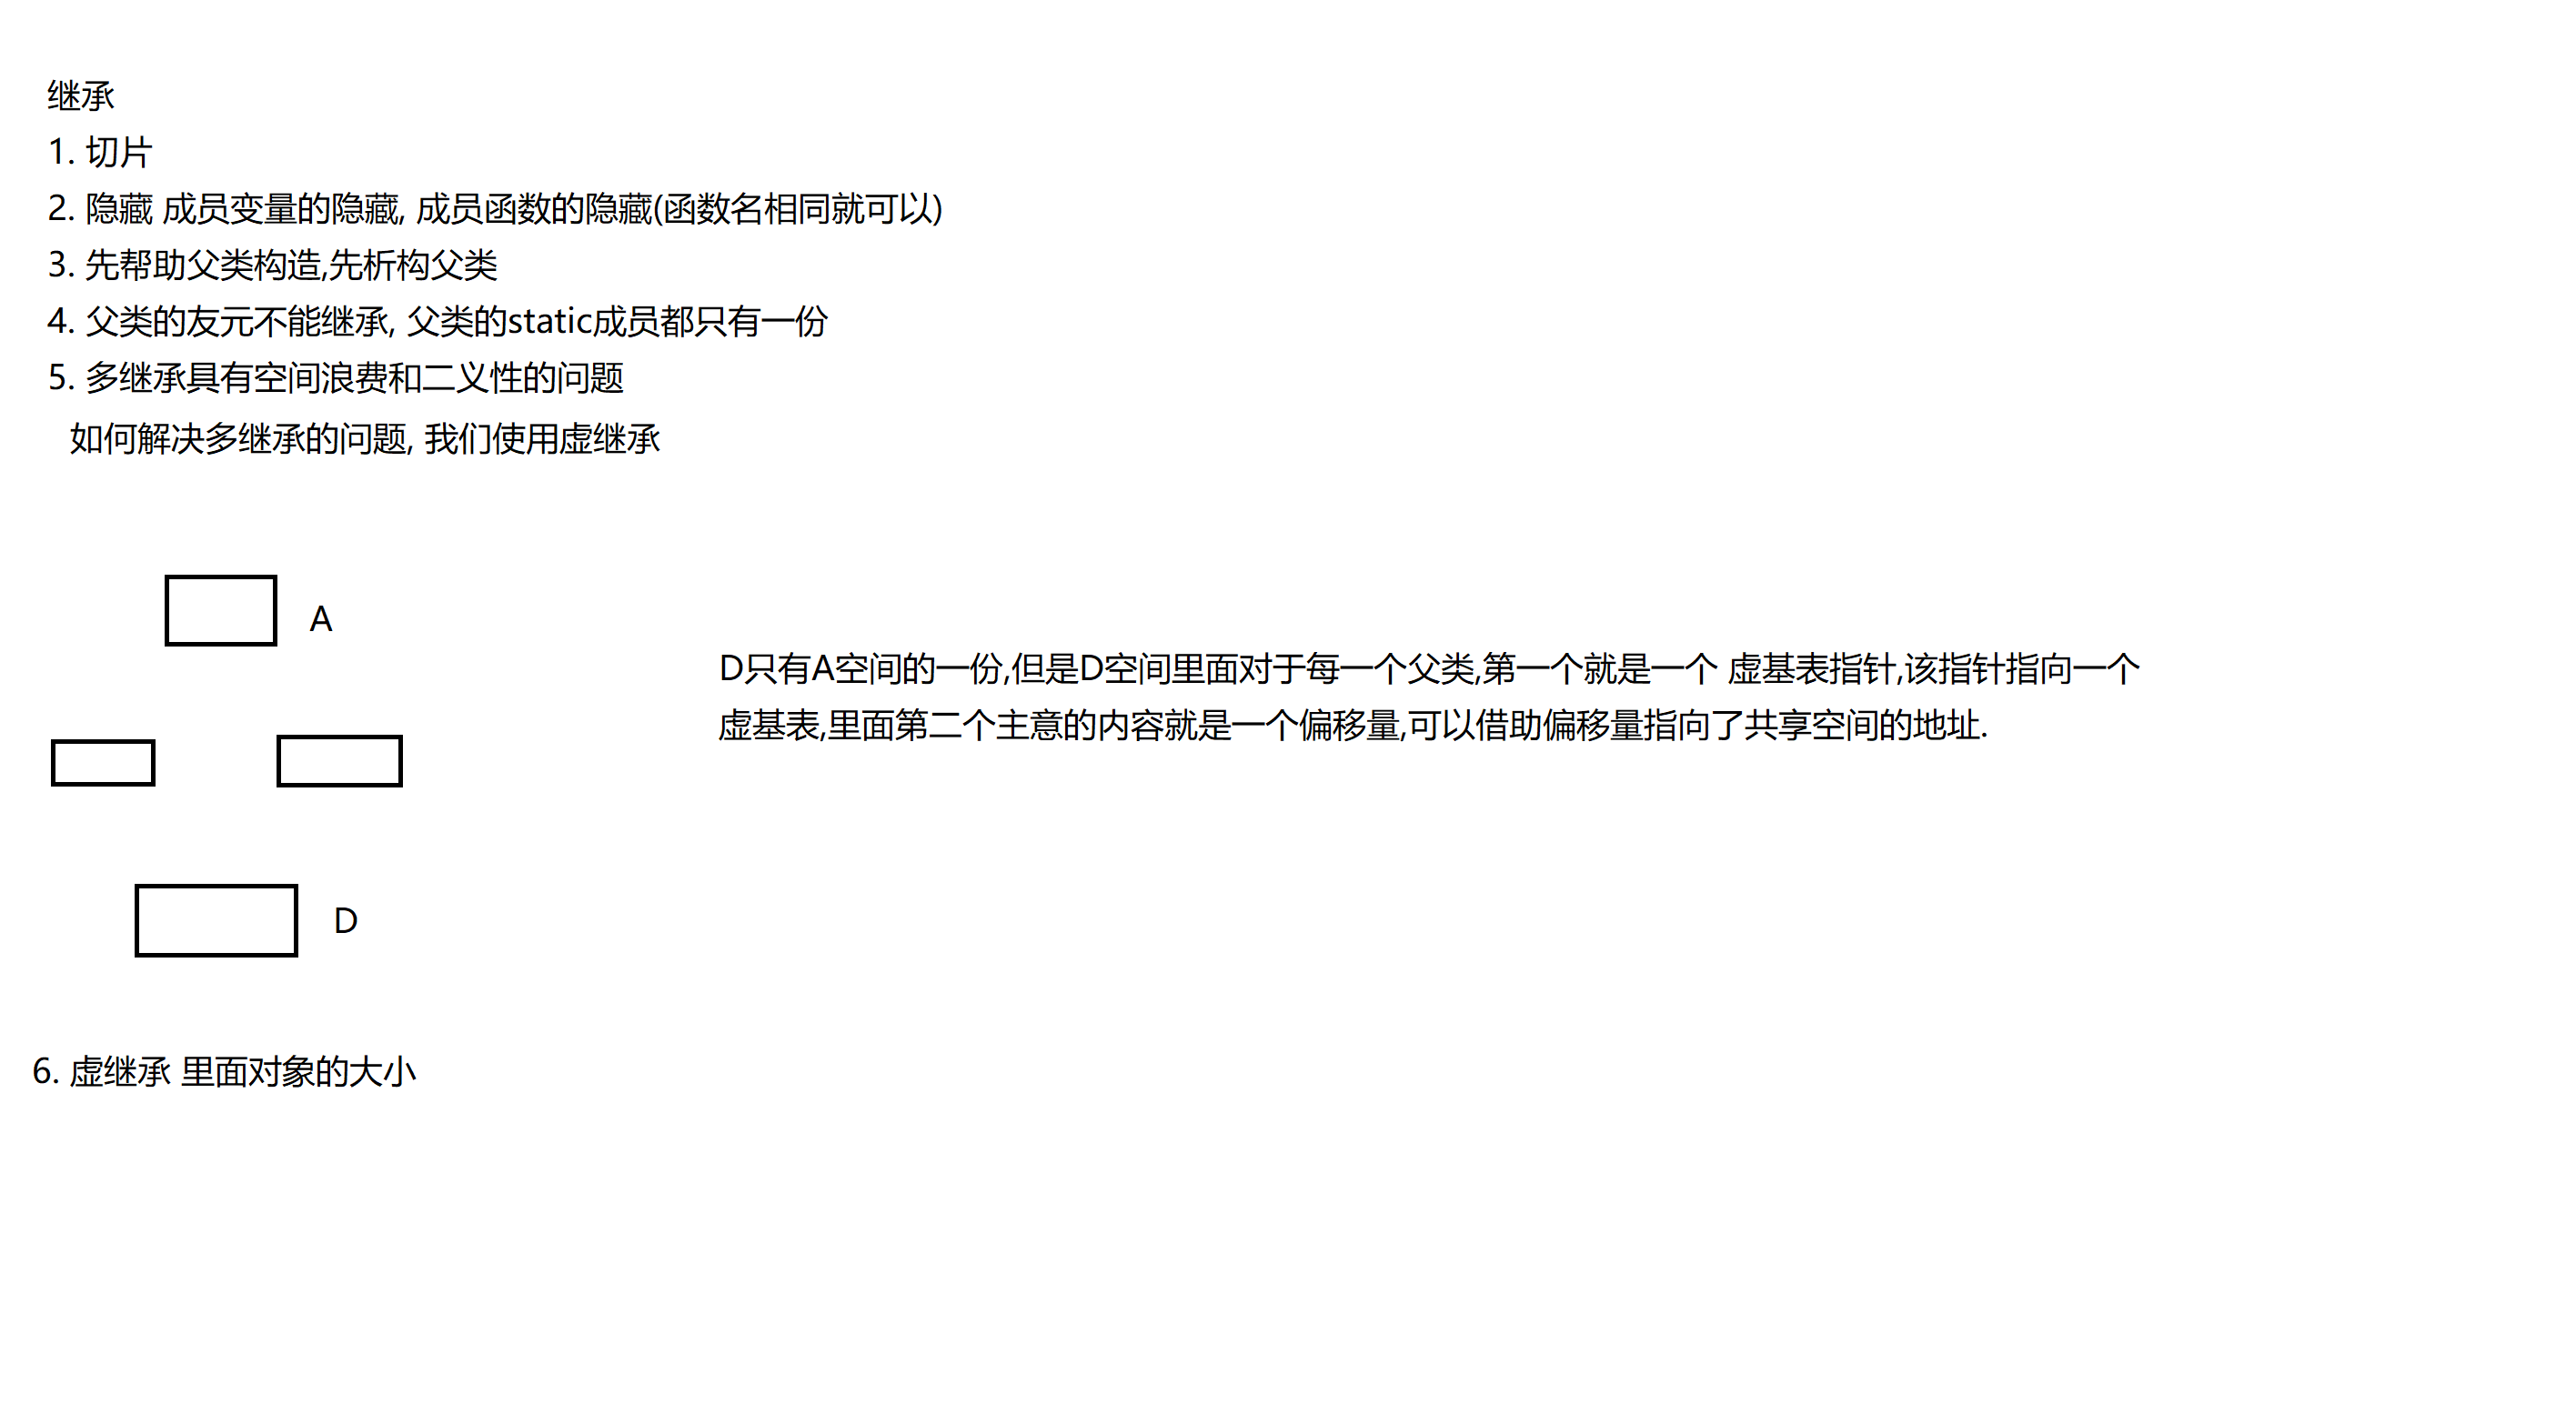 继承
1. 切片
2. 隐藏 成员变量的隐藏, 成员函数的隐藏(函数名相同就可以)
3. 先帮助父类构造,先析构父类
4. 父类的友元不能继承, 父类的static成员都只有一份
5. 多继承具有空间浪费和二义性的问题
如何解决多继承的问题, 我们使用虚继承
A
D只有A空间的一份,但是D空间里面对于每一个父类,第一个就是一个 虚基表指针,该指针指向一个
虚基表,里面第二个主意的内容就是一个偏移量,可以借助偏移量指向了共享空间的地址.
D
6. 虚继承 里面对象的大小